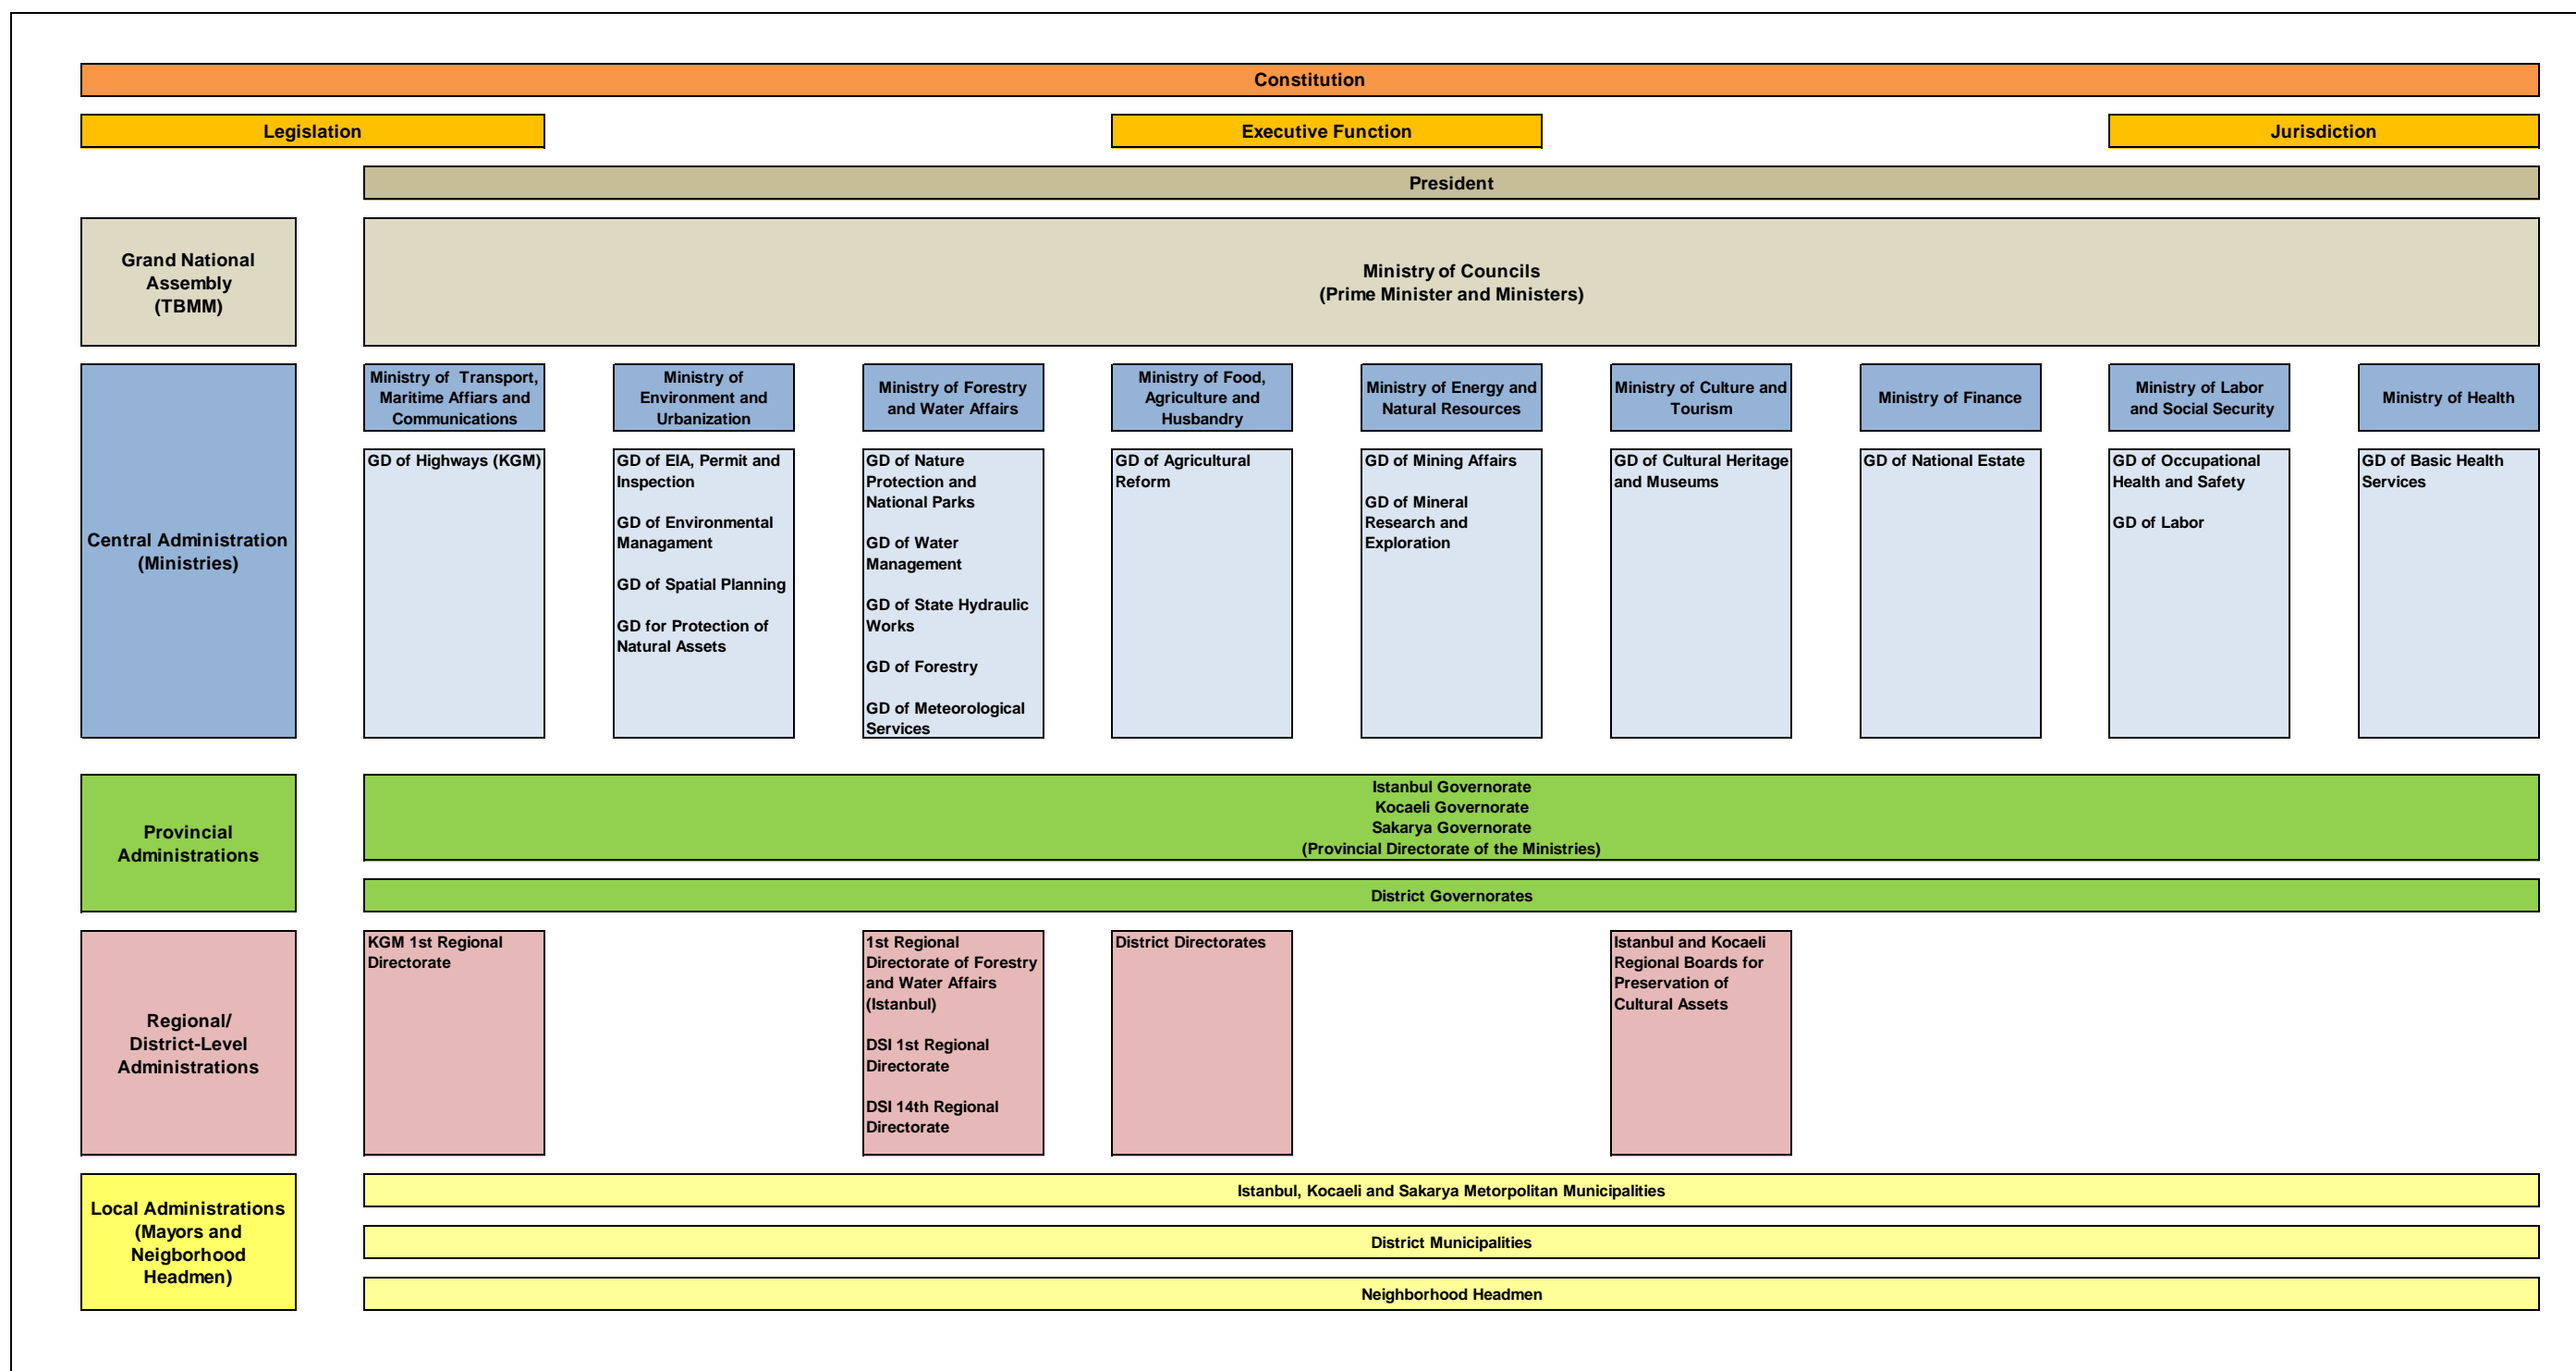 Constitution
Legislation
Executive Function
Jurisdiction
President
Grand National
Assembly
(TBMM)
Ministry of Councils
(Prime Minister and Ministers)
Central Administration
(Ministries)
Ministry of  Transport,
Maritime Affiars and
Communications
Ministry of
Environment and
Urbanization
Ministry of Forestry
and Water Affairs
Ministry of Food,
Agriculture and
Husbandry
Ministry of Energy and
Natural Resources
Ministry of Culture and
Tourism
Ministry of Finance
Ministry of Labor
and Social Security
Ministry of Health
GD of Highways (KGM)
GD of EIA, Permit and
Inspection
GD of Environmental
Managament
GD of Spatial Planning
GD for Protection of
Natural Assets
GD of Nature
Protection and
National Parks
GD of Water
Management
GD of State Hydraulic
Works
GD of Forestry
GD of Meteorological
Services
GD of Agricultural
Reform
GD of Mining Affairs
GD of Mineral
Research and
Exploration
GD of Cultural Heritage
and Museums
GD of National Estate
GD of Occupational
Health and Safety
GD of Labor
GD of Basic Health
Services
Provincial
Administrations
Istanbul Governorate
Kocaeli Governorate
Sakarya Governorate
(Provincial Directorate of the Ministries)
District Governorates
Regional/
District-Level
Administrations
KGM 1st Regional
Directorate
1st Regional
Directorate of Forestry
and Water Affairs
(Istanbul)
DSI 1st Regional
Directorate
DSI 14th Regional
Directorate
District Directorates
Istanbul and Kocaeli
Regional Boards for
Preservation of
Cultural Assets
Local Administrations
(Mayors and
Neigborhood
Headmen)
Istanbul, Kocaeli and Sakarya Metorpolitan Municipalities
District Municipalities
Neighborhood Headmen